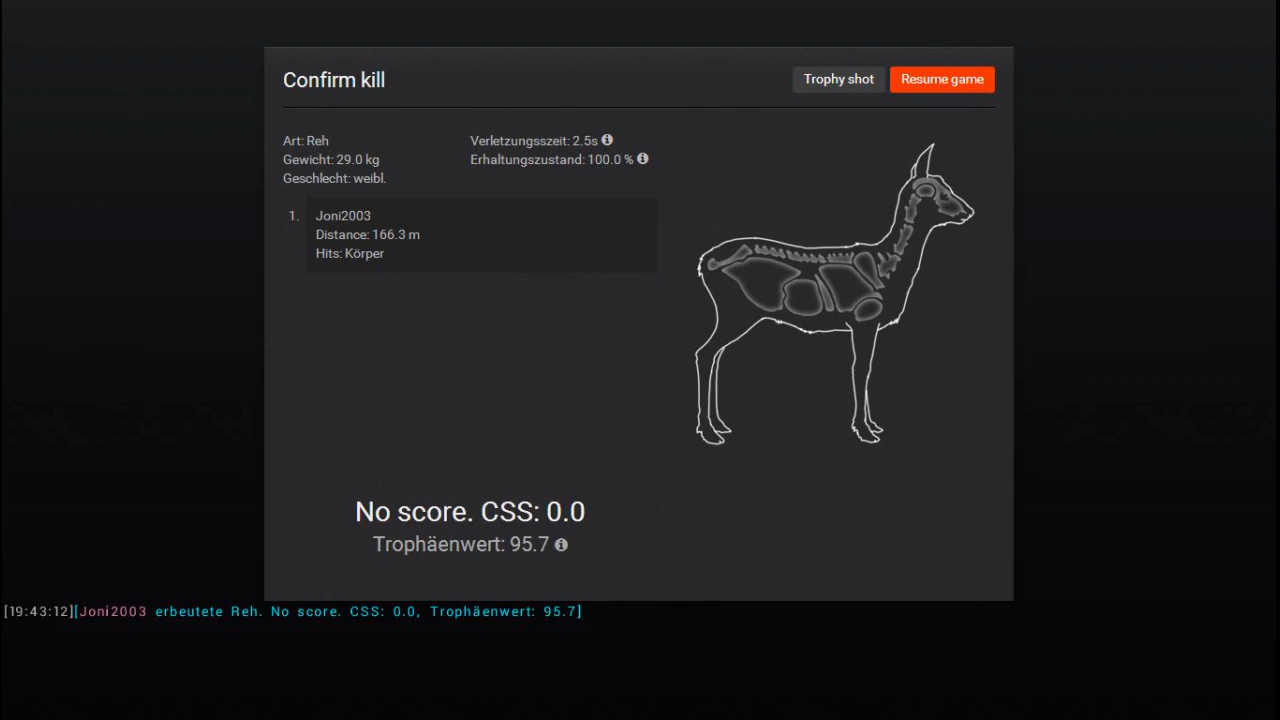 Confirm kill
Trophy shot
Resume game
Art: Reh
Gewicht: 29.0 kg
Geschlecht: weibl.
Verletzungsszeit: 2.5s
Erhaltungszustand: 100.0 %
1.
Joni2003
Distance: 166.3 m
Hits: Körper
No score. CSS: 0.0
Trophäenwert: 95.7
[19:43:12][Joni2003 erbeutete Reh. No score. CSS: 0.0, Trophäenwert: 95.7]